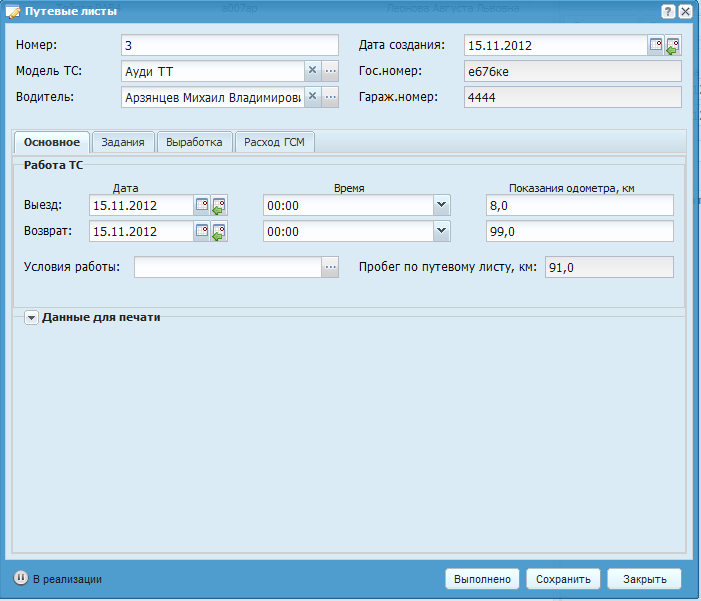 Путевые листы
Номер: 3 Дата создания: 15.11.2012
Модель ТС: Ауди ТТ Гос.номер: е676ке
Водитель: Арзянцев Михаил Владимирови Гараж.номер: 4444
Основное Задания Выработка Расход ГСМ
Работа ТС
Дата Время Показания одометра, км
Выезд: 15.11.2012 00:00 8,0
Возврат: 15.11.2012 00:00 99,0
Условия работы: Пробег по путевому листу, км: 91,0
Данные для печати
В реализации Выполнено Сохранить Закрыть